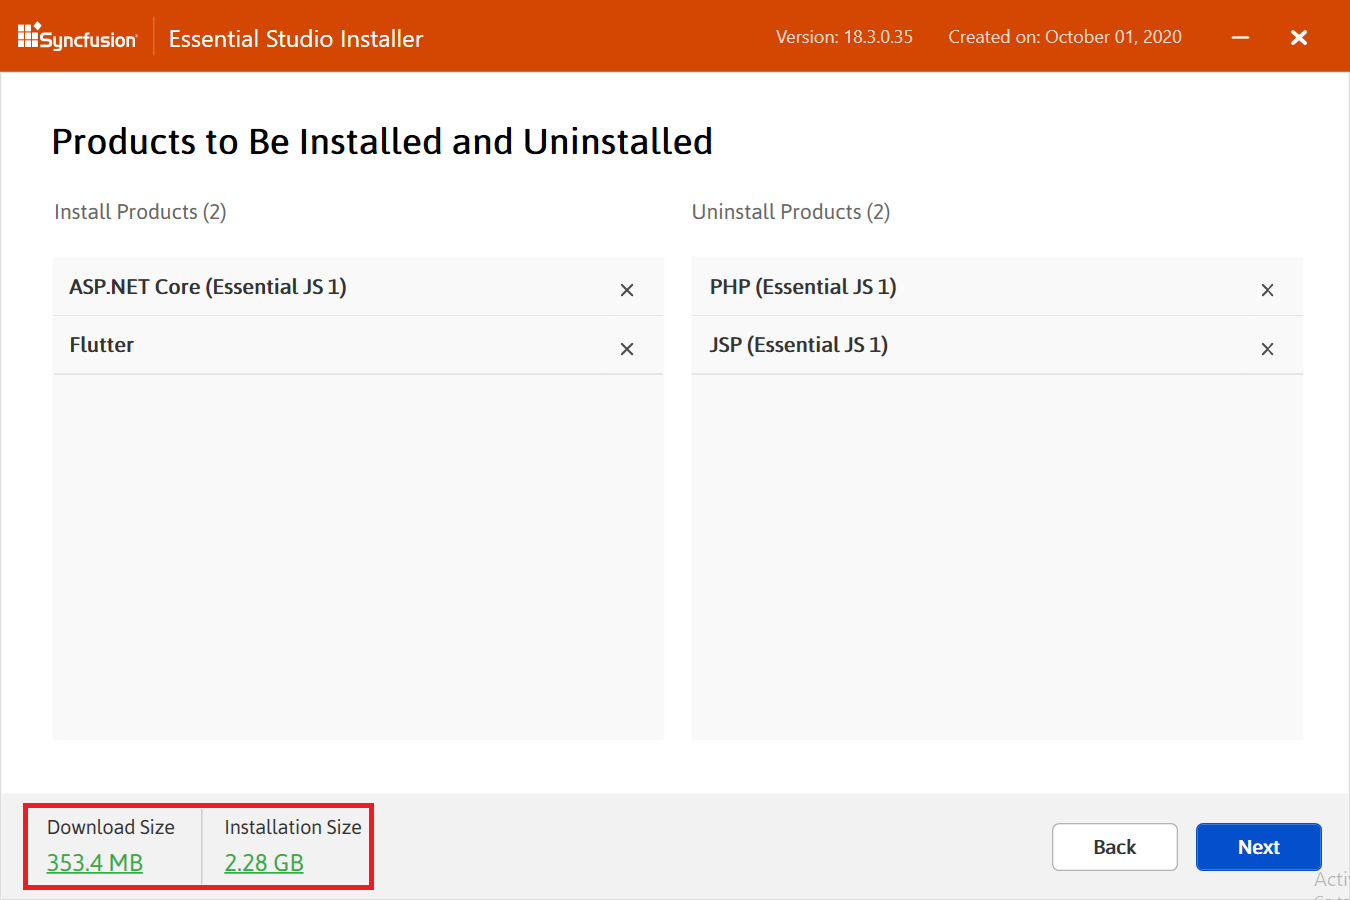 Syncfusion
Essential Studio Installer
Version: 18.3.0.35
Created on: October 01, 2020
Products to Be Installed and Uninstalled
Install Products (2)
Uninstall Products (2)
ASP.NET Core (Essential JS 1)
PHP (Essential JS 1)
Flutter
JSP (Essential JS 1)
Download Size
Installation Size
353.4 MB
2.28 GB
Back
Next